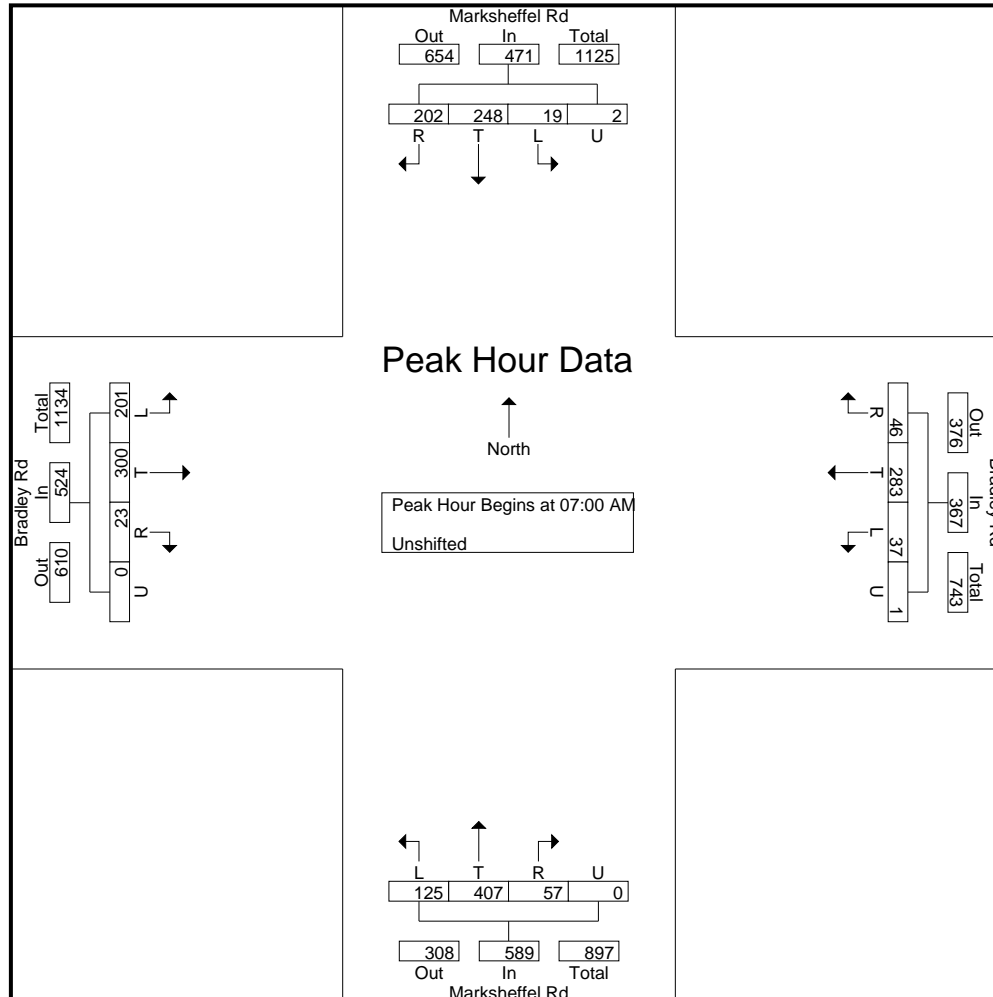 Marksheffel Rd
Out In Total
654 471 1125
202 248 19 2
R T L U
Peak Hour Data
North
Peak Hour Begins at 07:00 AM
Unshifted
Bradley Rd
Total In Out
1134 524 610
201 300 23 0
L T R U
Bradley Rd
Out In Total
376 367 743
46 283 37 1
R T L U
L T R U
125 407 57 0
308 589 897
Out In Total
Marksheffel Rd